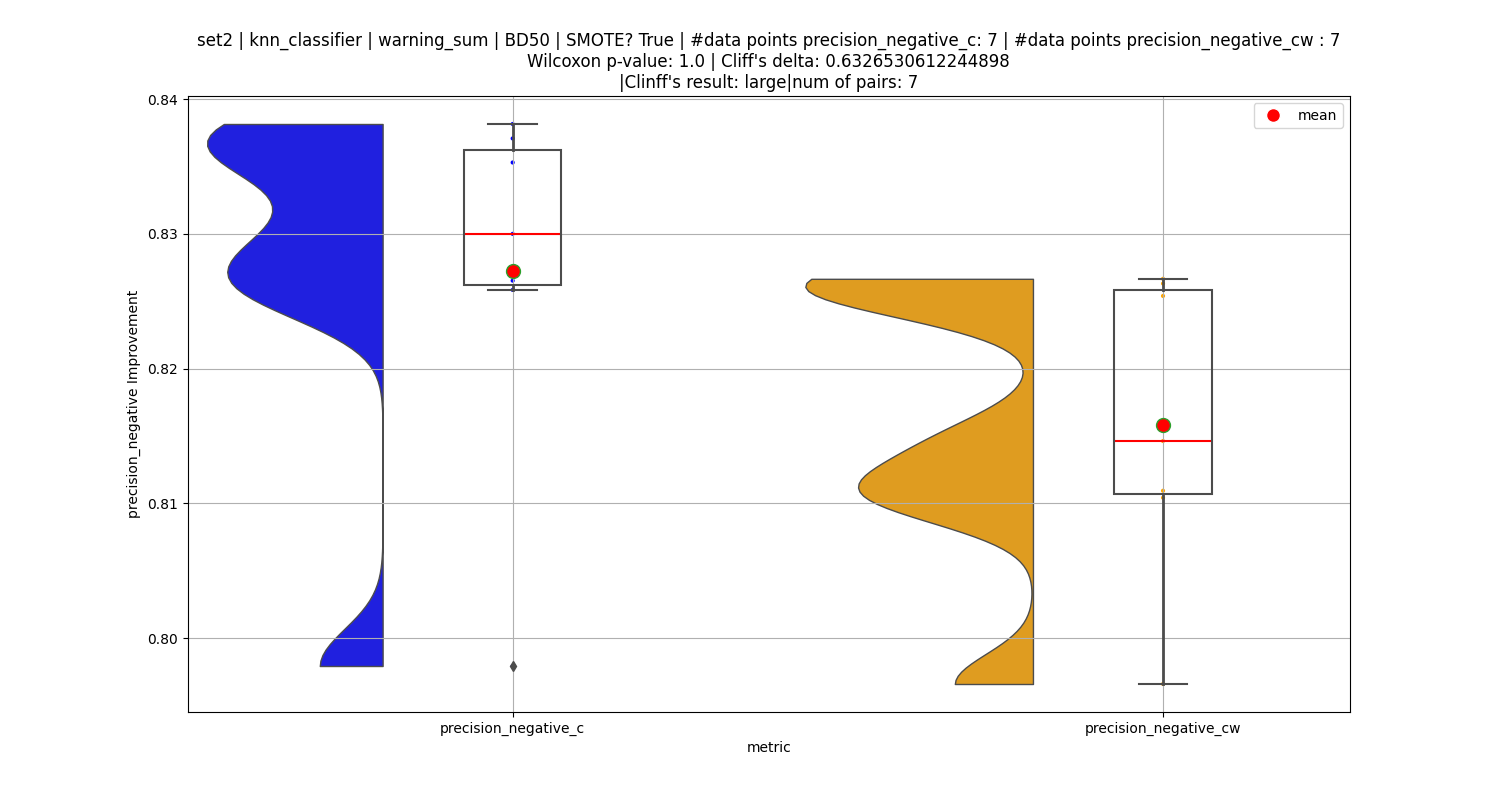 set2 | knn_classifier | warning_sum | BD50 | SMOTE? True | #data points precision_negative_c: 7 | #data points precision_negative_cw : 7
Wilcoxon p-value: 1.0 | Cliff's delta: 0.6326530612244898
|Clinff's result: large|num of pairs: 7
mean
0.84
0.83
0.82
0.81
0.80
precision_negative Improvement
precision_negative_c
precision_negative_cw
metric